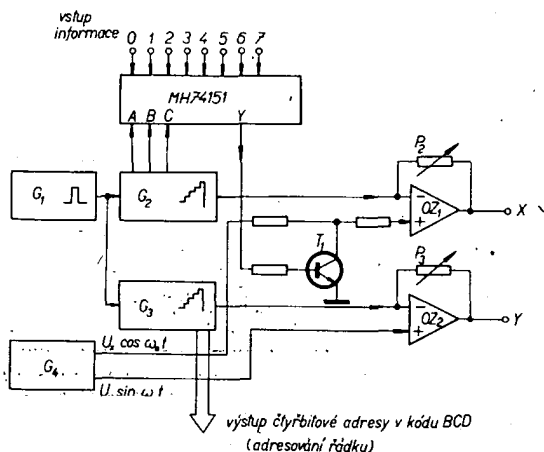 vstup
informace
0 1 2 3 4 5 6 7
MH74151
A B C Y
G1
G2
P2
OZ1
X
T1
P3
G3
OZ2
Y
G4
U cos ω t
U sin ω t
výstup čtyřbitové adresy v kódu BCD
(adresování řádku)